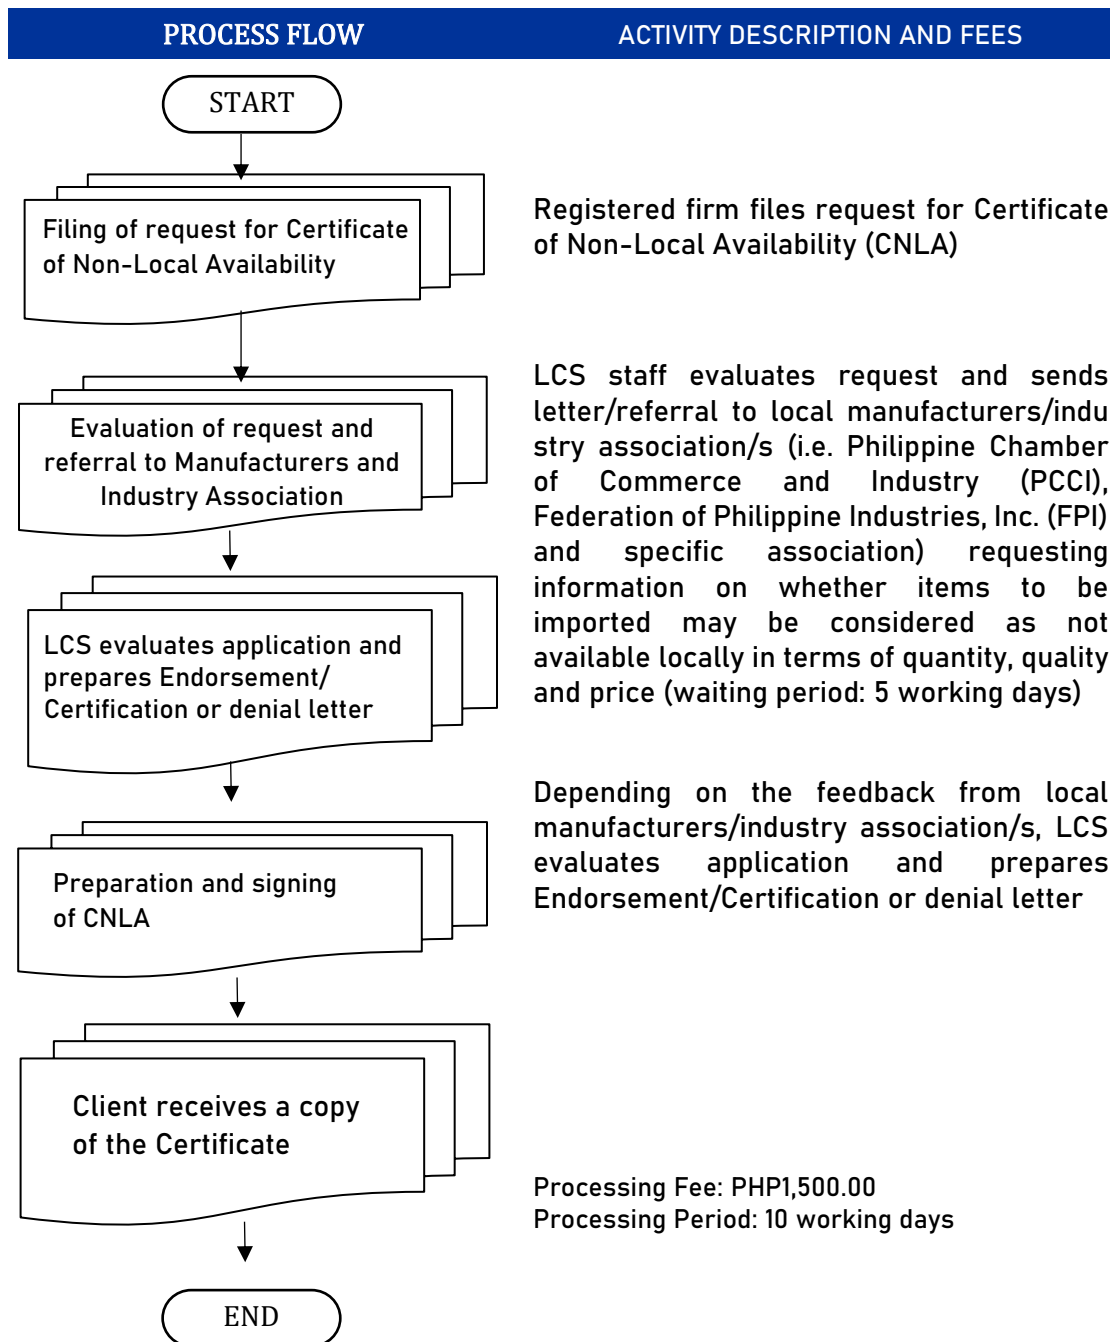 PROCESS FLOW
ACTIVITY DESCRIPTION AND FEES
START
Filing of request for Certificate
of Non-Local Availability
Registered firm files request for Certificate
of Non-Local Availability (CNLA)
Evaluation of request and
referral to Manufacturers and
Industry Association
LCS staff evaluates request and sends
letter/referral to local manufacturers/indu
stry association/s (i.e. Philippine Chamber
of Commerce and Industry (PCCI),
Federation of Philippine Industries, Inc. (FPI)
and specific association) requesting
information on whether items to be
imported may be considered as not
available locally in terms of quantity, quality
and price (waiting period: 5 working days)
LCS evaluates application and
prepares Endorsement/
Certification or denial letter
Depending on the feedback from local
manufacturers/industry association/s, LCS
evaluates application and prepares
Endorsement/Certification or denial letter
Preparation and signing
of CNLA
Client receives a copy
of the Certificate
Processing Fee: PHP1,500.00
Processing Period: 10 working days
END